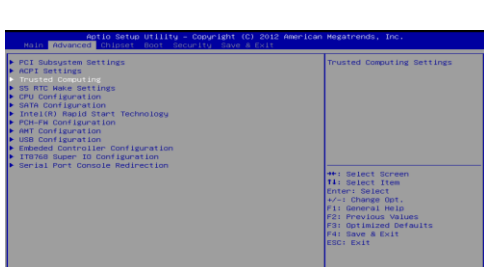 Aptio Setup Utility - Copyright (C) 2012 American Megatrends, Inc.
Main Advanced Chipset Boot Security Save & Exit
PCI Subsystem Settings
ACPI Settings
Trusted Computing
S5 RTC Wake Settings
CPU Configuration
SATA Configuration
Intel(R) Rapid Start Technology
PCH-FW Configuration
AMT Configuration
USB Configuration
Embeded Controller Configuration
IT8768 Super IO Configuration
Serial Port Console Redirection
Trusted Computing Settings
→←: Select Screen
↑↓: Select Item
Enter: Select
+/-: Change Opt.
F1: General Help
F2: Previous Values
F3: Optimized Defaults
F4: Save & Exit
ESC: Exit